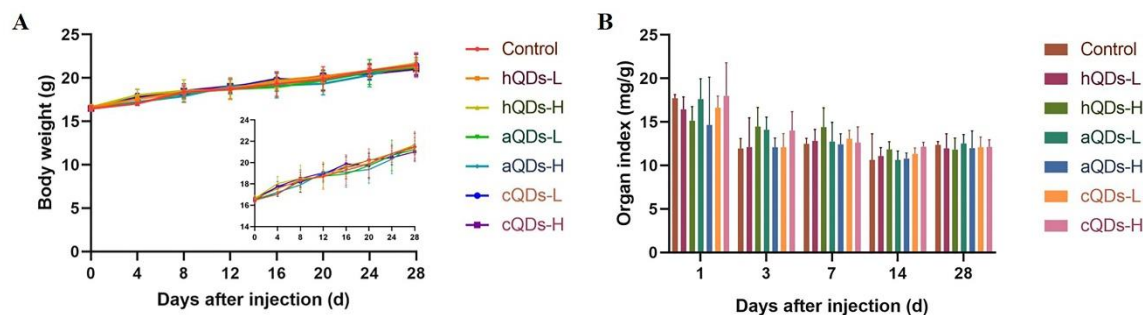 A
Body weight (g)
25
20
15
10
5
0
0 4 8 12 16 20 24 28
Days after injection (d)
24
22
20
18
16
14
0 4 8 12 16 20 24 28
Control
hQDs-L
hQDs-H
aQDs-L
aQDs-H
cQDs-L
cQDs-H
B
Organ index (mg/g)
25
20
15
10
5
0
1 3 7 14 28
Days after injection (d)
Control
hQDs-L
hQDs-H
aQDs-L
aQDs-H
cQDs-L
cQDs-H